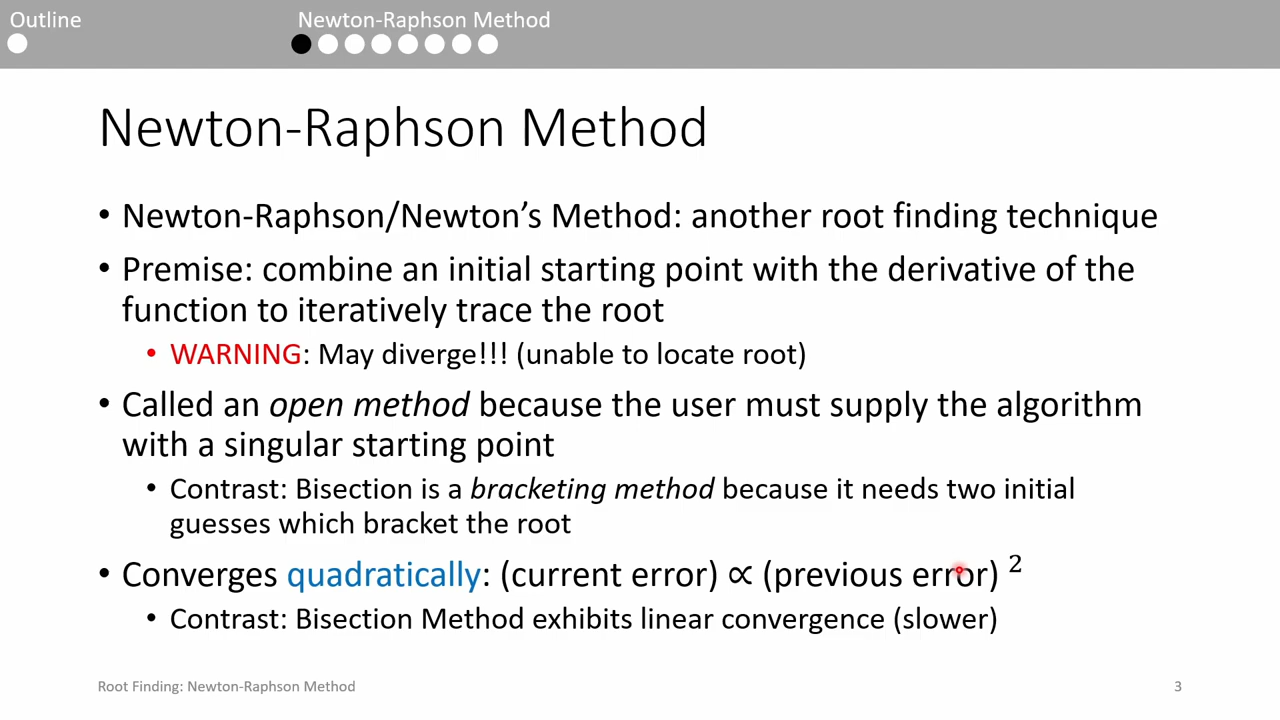 Outline
Newton-Raphson Method
Newton-Raphson Method
• Newton-Raphson/Newton’s Method: another root finding technique
• Premise: combine an initial starting point with the derivative of the
function to iteratively trace the root
• WARNING: May diverge!!! (unable to locate root)
• Called an open method because the user must supply the algorithm
with a singular starting point
• Contrast: Bisection is a bracketing method because it needs two initial
guesses which bracket the root
• Converges quadratically: (current error) ∝ (previous error) ²
• Contrast: Bisection Method exhibits linear convergence (slower)
Root Finding: Newton-Raphson Method
3